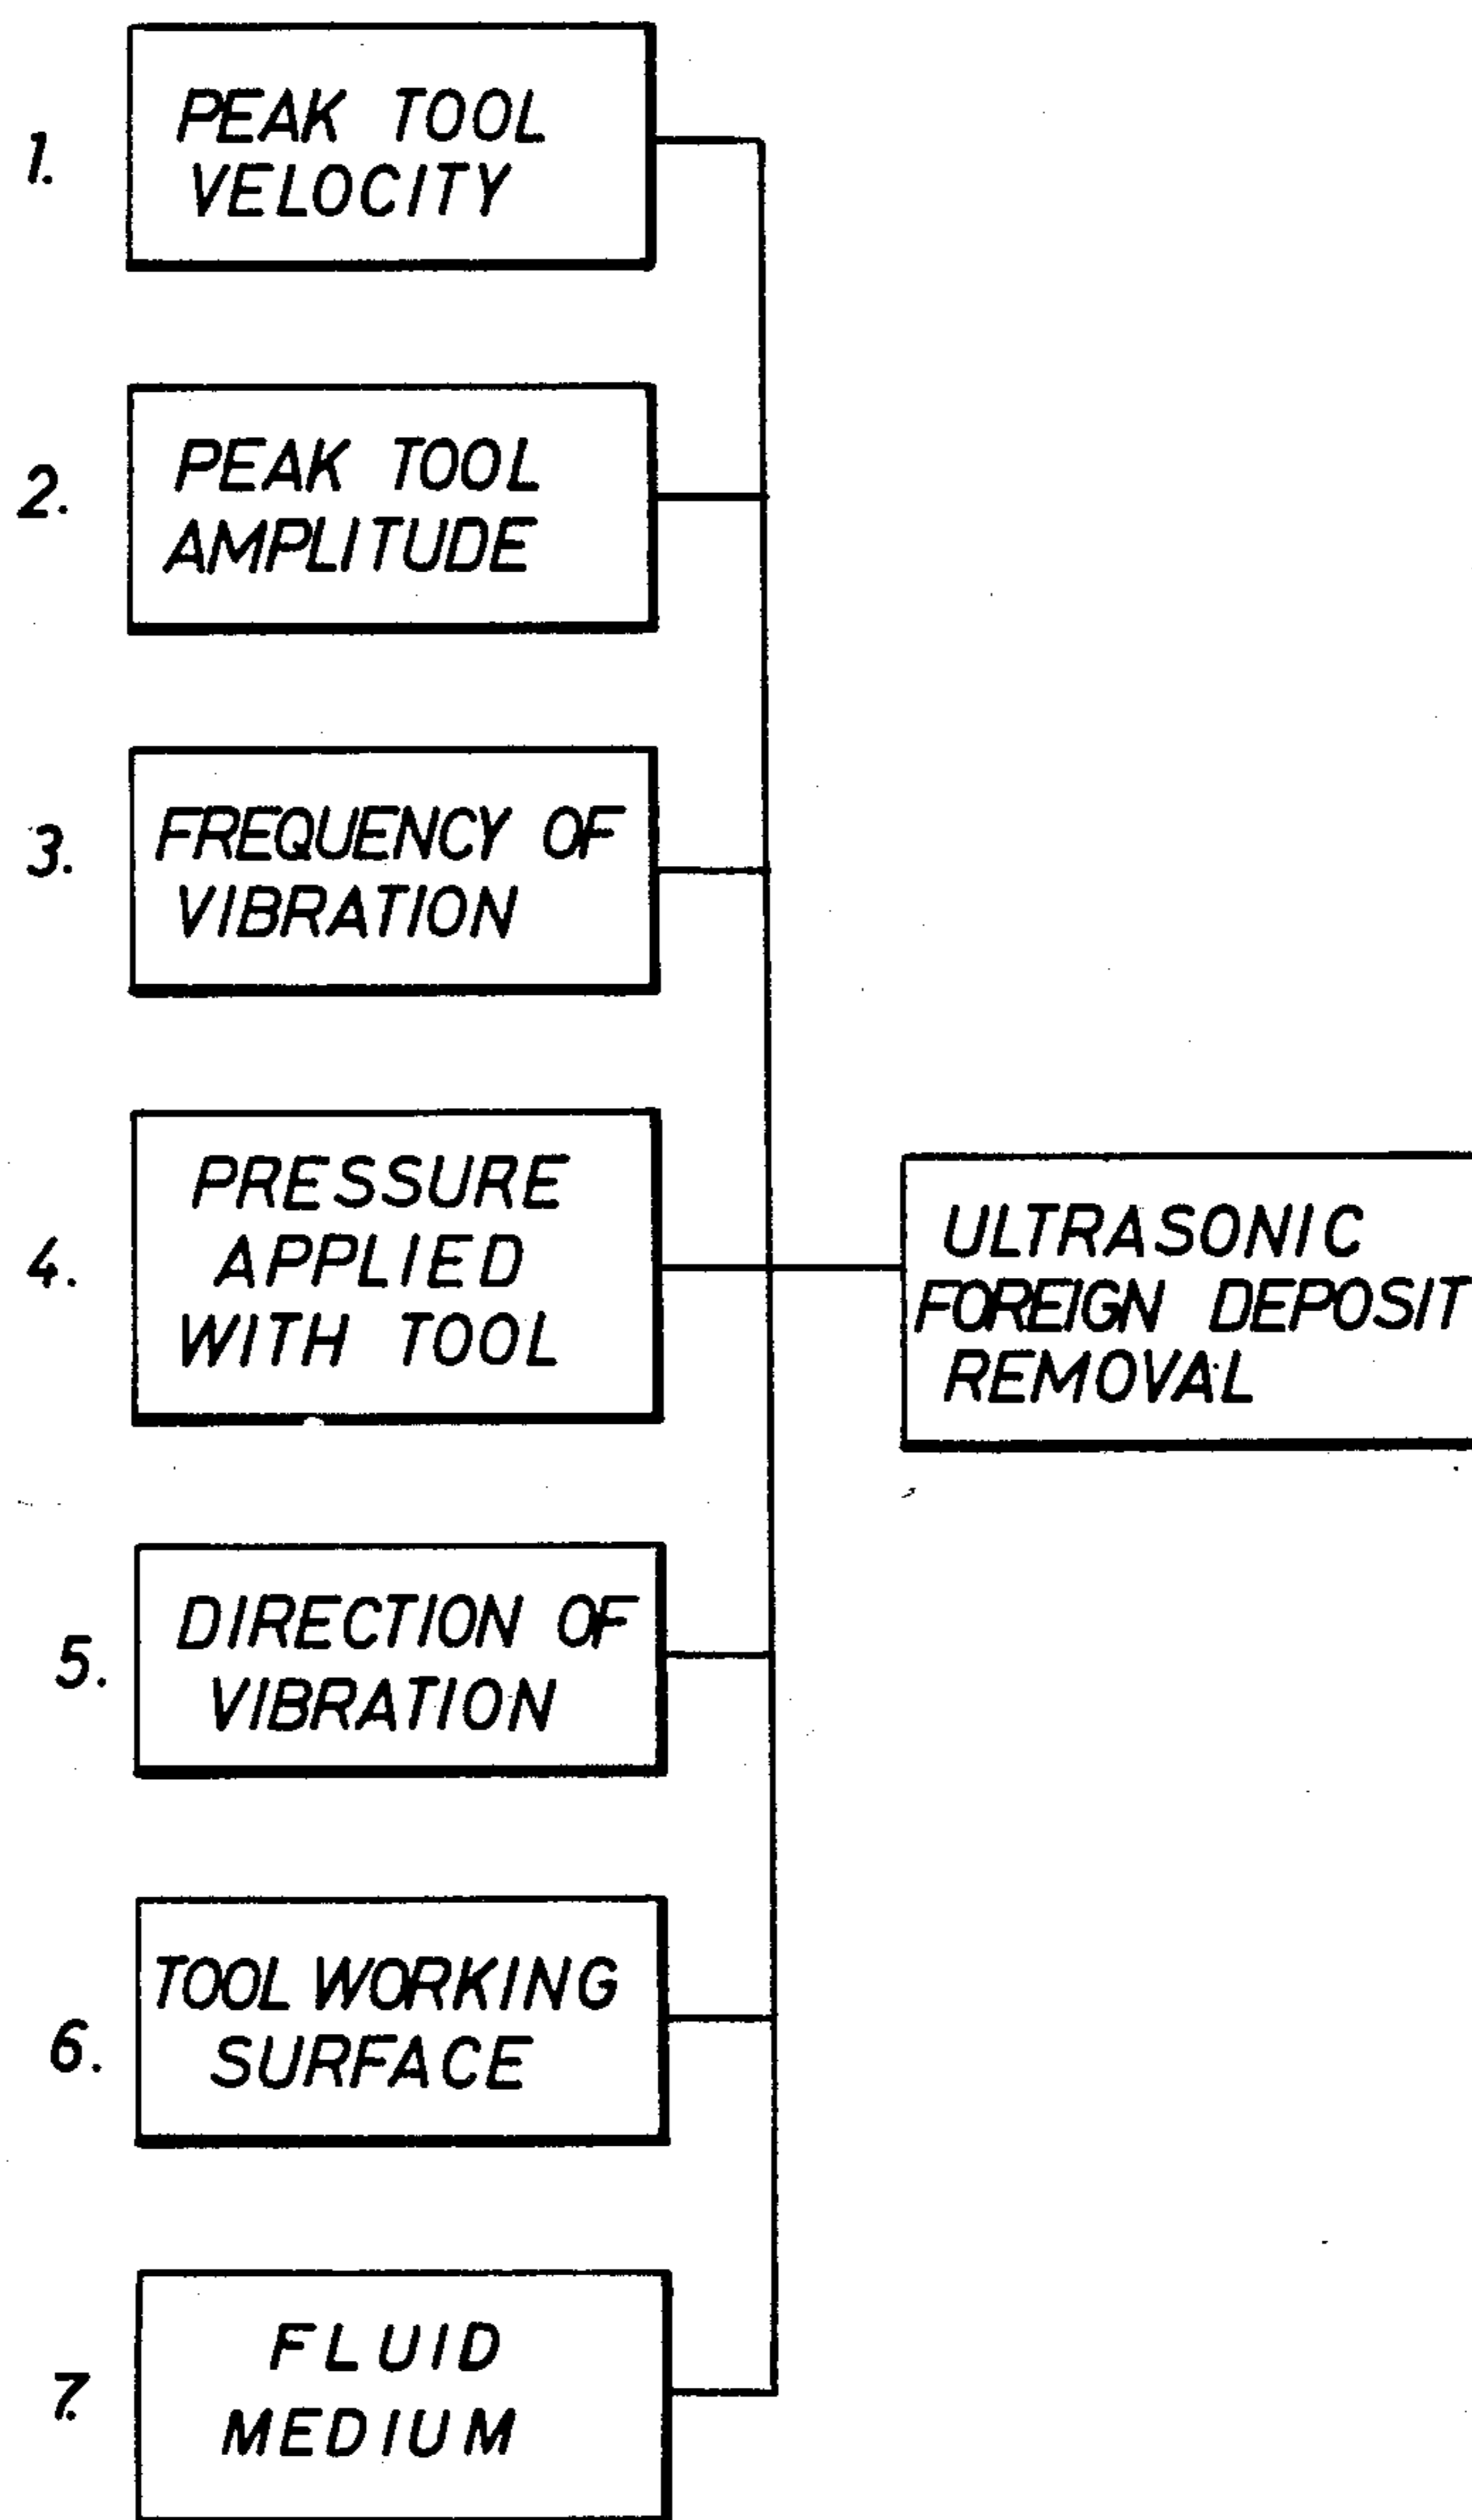 1.
PEAK TOOL
VELOCITY
2.
PEAK TOOL
AMPLITUDE
3.
FREQUENCY OF
VIBRATION
4.
PRESSURE
APPLIED
WITH TOOL
ULTRASONIC
FOREIGN DEPOSIT
REMOVAL
5.
DIRECTION OF
VIBRATION
6.
TOOL WORKING
SURFACE
7.
FLUID
MEDIUM